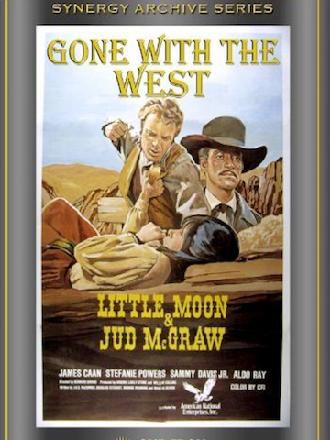 SYNERGY ARCHIVE SERIES
GONE WITH THE
WEST
LITTLE MOON
&
JUD McGRAW
JAMES CAAN STEFANIE POWERS SAMMY DAVIS JR. ALDO RAY
COLOR BY CFI
American National
Enterprises, Inc.